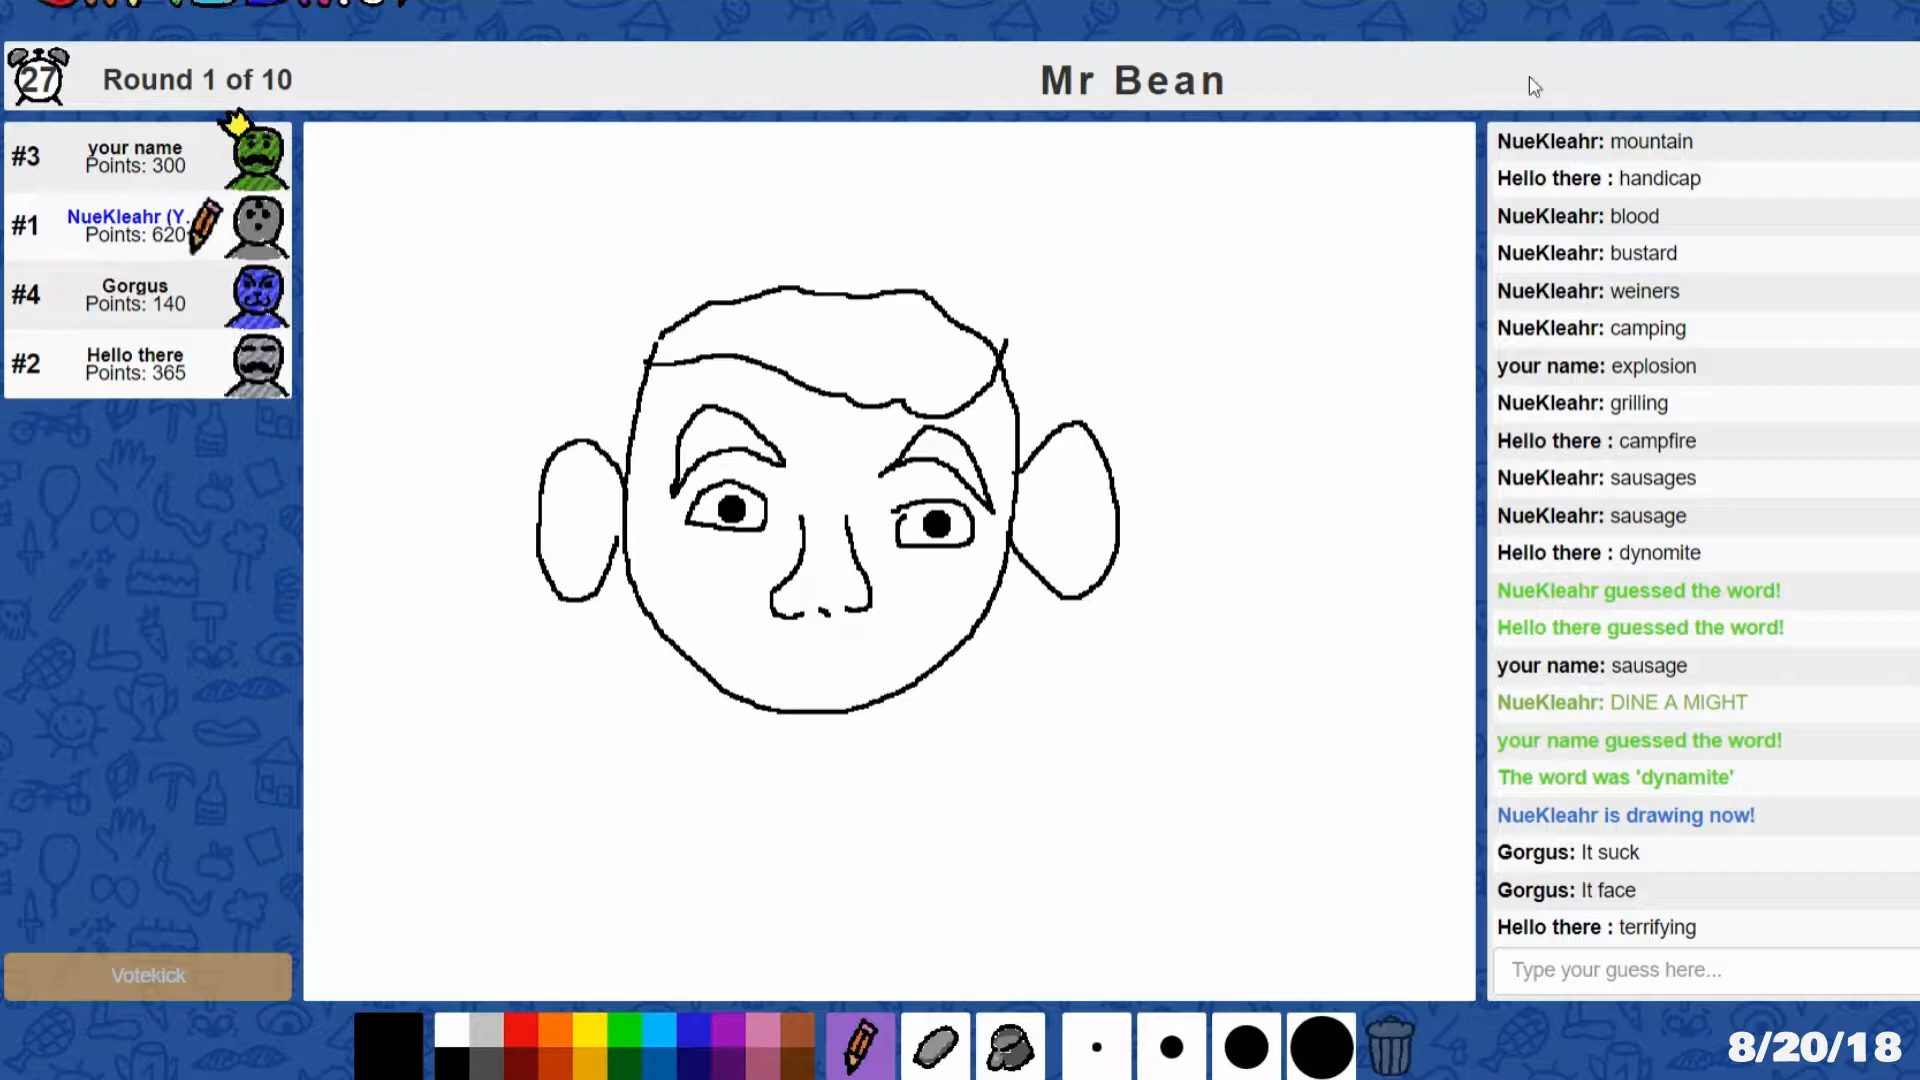 27
Round 1 of 10
Mr Bean
#3
your name
Points: 300
#1
NueKleahr (Y.
Points: 620
#4
Gorgus
Points: 140
#2
Hello there
Points: 365
Votekick
NueKleahr: mountain
Hello there : handicap
NueKleahr: blood
NueKleahr: bustard
NueKleahr: weiners
NueKleahr: camping
your name: explosion
NueKleahr: grilling
Hello there : campfire
NueKleahr: sausages
NueKleahr: sausage
Hello there : dynomite
NueKleahr guessed the word!
Hello there guessed the word!
your name: sausage
NueKleahr: DINE A MIGHT
your name guessed the word!
The word was 'dynamite'
NueKleahr is drawing now!
Gorgus: It suck
Gorgus: It face
Hello there : terrifying
Type your guess here...
8/20/18